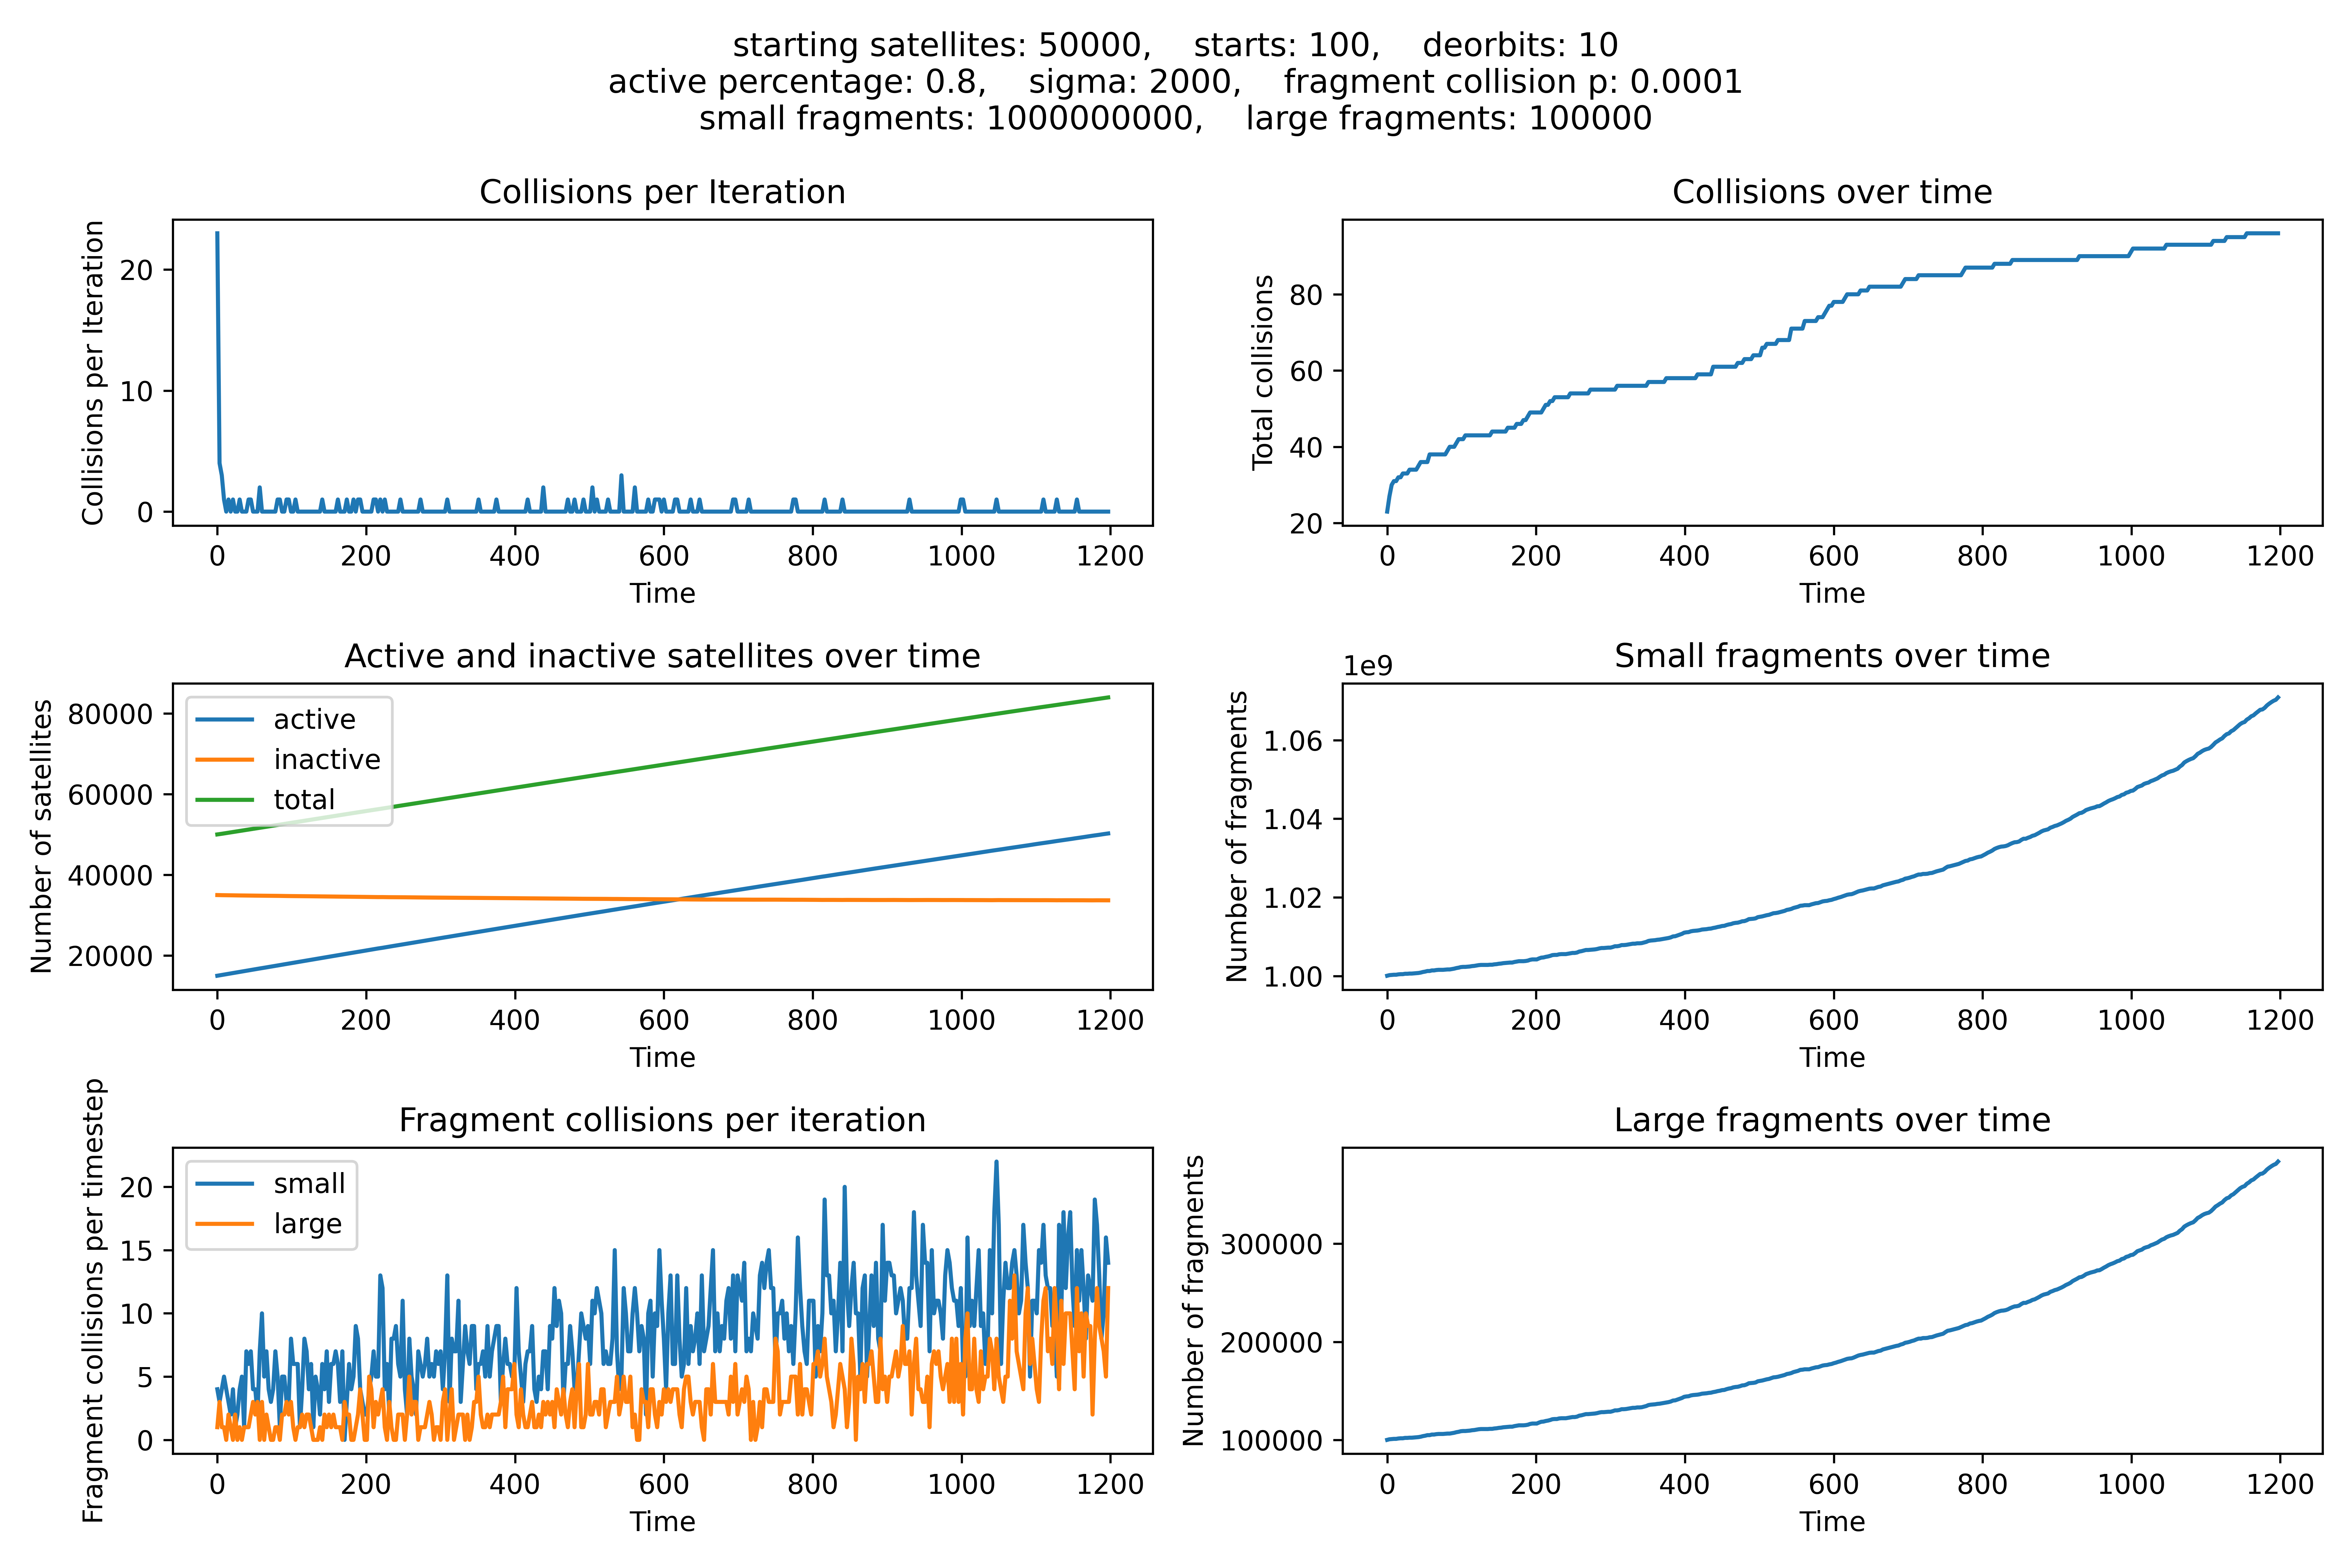 starting satellites: 50000,    starts: 100,    deorbits: 10
active percentage: 0.8,    sigma: 2000,    fragment collision p: 0.0001
small fragments: 1000000000,    large fragments: 100000
Collisions per Iteration
Collisions per Iteration
20
10
0
0 200 400 600 800 1000 1200
Time
Collisions over time
Total collisions
80
60
40
20
0 200 400 600 800 1000 1200
Time
Active and inactive satellites over time
Number of satellites
80000
60000
40000
20000
active
inactive
total
0 200 400 600 800 1000 1200
Time
Small fragments over time
1e9
Number of fragments
1.06
1.04
1.02
1.00
0 200 400 600 800 1000 1200
Time
Fragment collisions per iteration
Fragment collisions per timestep
20
15
10
5
0
small
large
0 200 400 600 800 1000 1200
Time
Large fragments over time
Number of fragments
300000
200000
100000
0 200 400 600 800 1000 1200
Time